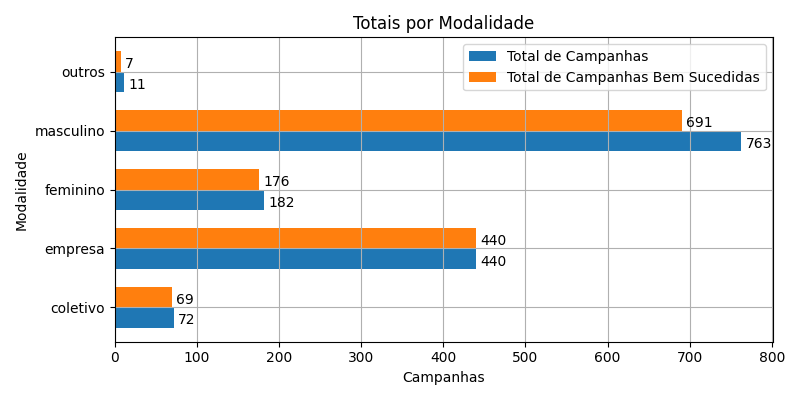 Totais por Modalidade
Total de Campanhas
Total de Campanhas Bem Sucedidas
Modalidade
outros
7
11
masculino
691
763
feminino
176
182
empresa
440
440
coletivo
69
72
0 100 200 300 400 500 600 700 800
Campanhas